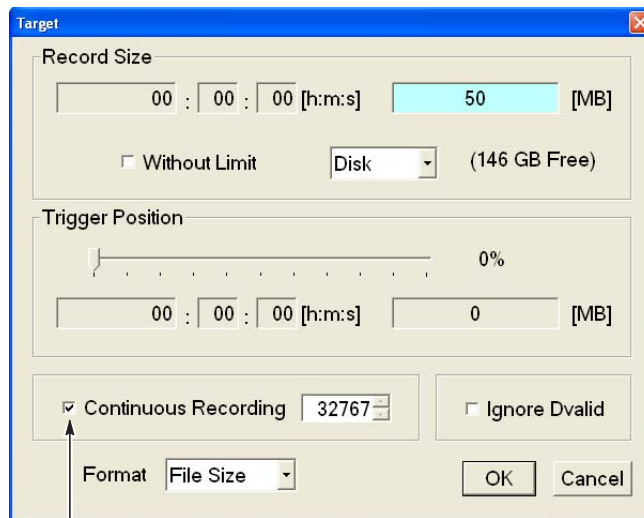 Target
Record Size
00 : 00 : 00 [h:m:s] 50 [MB]
Without Limit Disk (146 GB Free)
Trigger Position
0%
00 : 00 : 00 [h:m:s] 0 [MB]
Continuous Recording 32767 Ignore Dvalid
Format File Size OK Cancel